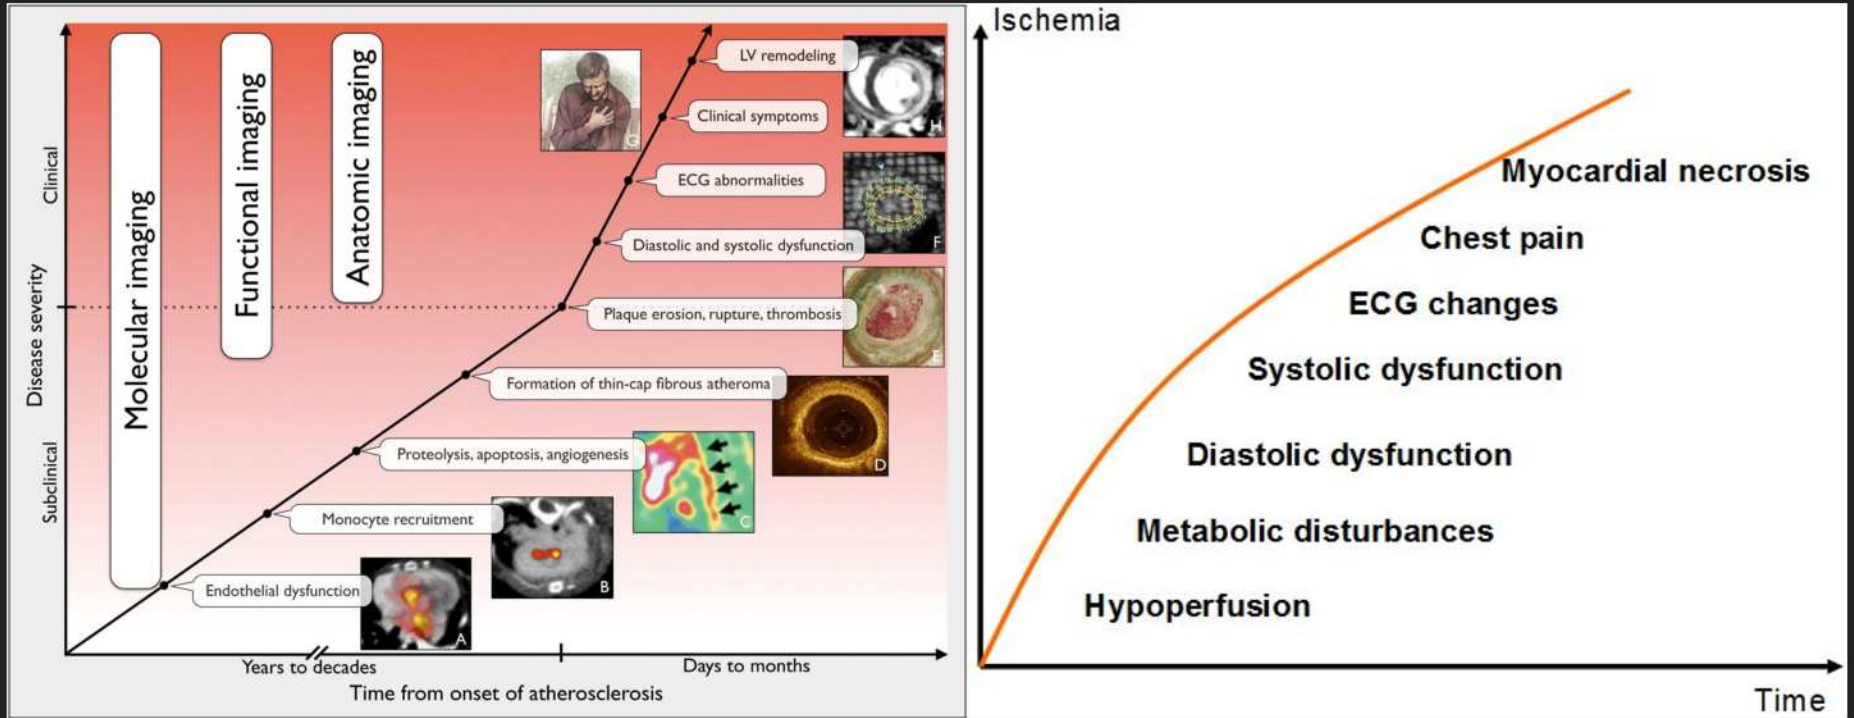 Molecular imaging
Functional imaging
Anatomic imaging
LV remodeling
H
G
Clinical symptoms
ECG abnormalities
F
Diastolic and systolic dysfunction
Plaque erosion, rupture, thrombosis
E
Formation of thin-cap fibrous atheroma
D
Proteolysis, apoptosis, angiogenesis
C
Monocyte recruitment
B
Endothelial dysfunction
A
Clinical
Disease severity
Subclinical
Years to decades
Days to months
Time from onset of atherosclerosis
Ischemia
Myocardial necrosis
Chest pain
ECG changes
Systolic dysfunction
Diastolic dysfunction
Metabolic disturbances
Hypoperfusion
Time